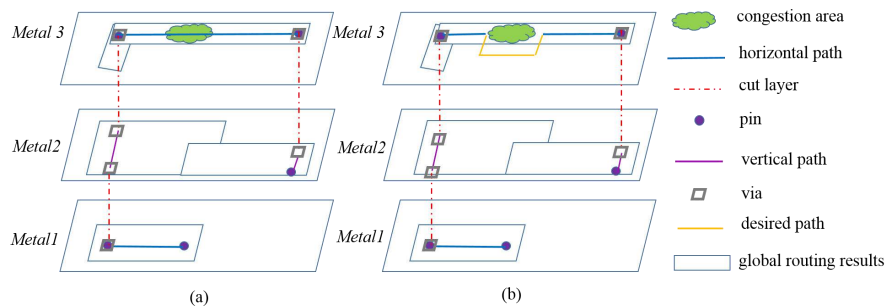 Metal 3
Metal2
Metal1
(a)
Metal 3
Metal2
Metal1
(b)
congestion area
horizontal path
cut layer
pin
vertical path
via
desired path
global routing results